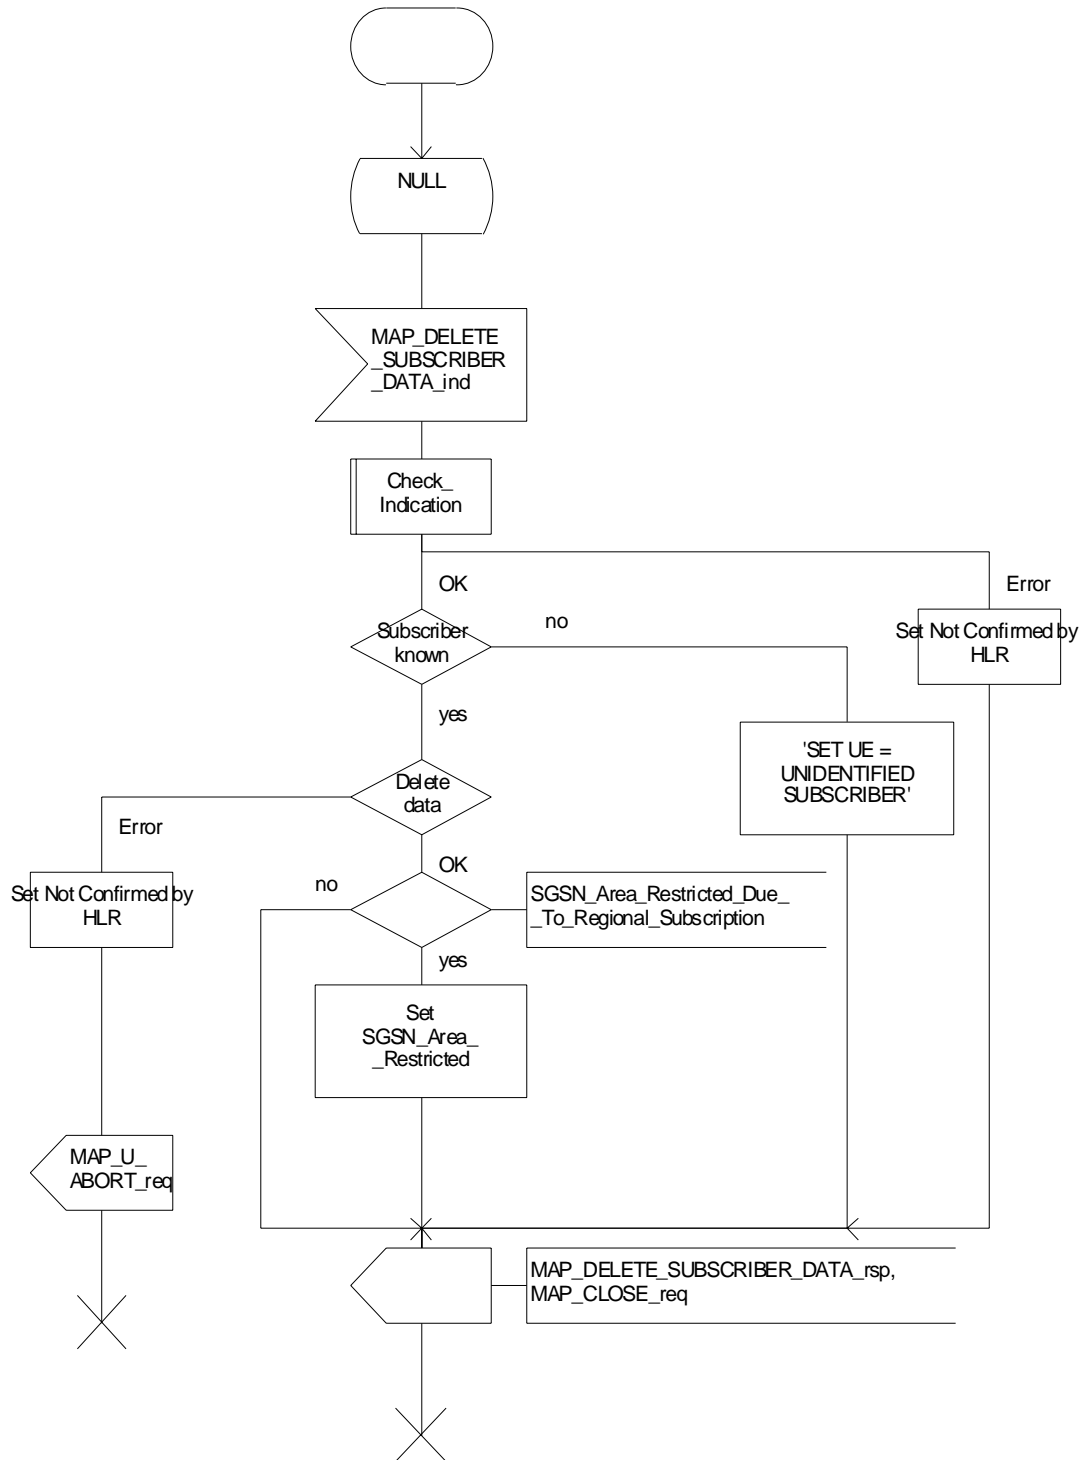 NULL
MAP_DELETE
_SUBSCRIBER
_DATA_ind
Check_
Indication
OK
Error
Subscriber
known
no
Set Not Confirmed by
HLR
yes
'SET UE =
UNIDENTIFIED
SUBSCRIBER'
Delete
data
Error
OK
no
Set Not Confirmed by
HLR
SGSN_Area_Restricted_Due_
_To_Regional_Subscription
yes
Set
SGSN_Area_
_Restricted
MAP_U_
ABORT_req
MAP_DELETE_SUBSCRIBER_DATA_rsp,
MAP_CLOSE_req